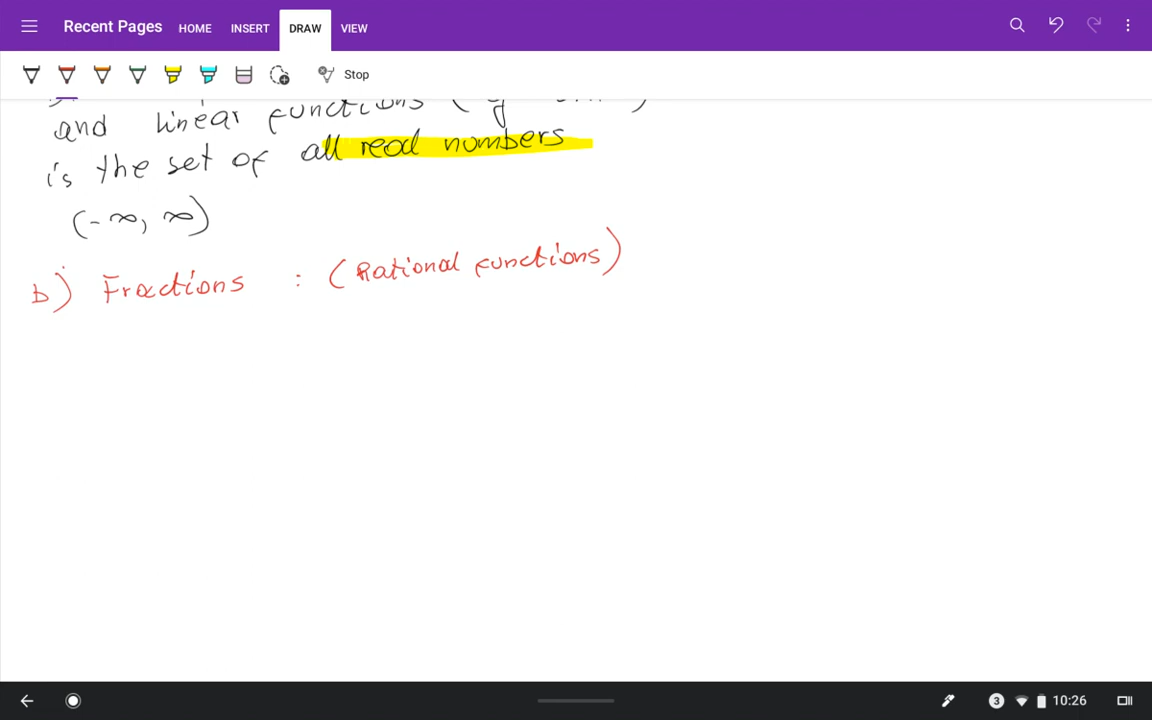 Recent Pages HOME INSERT DRAW VIEW
Stop
and linear functions (
is the set of all real numbers
(-∞, ∞)
b) Fractions : (Rational functions)
3 10:26